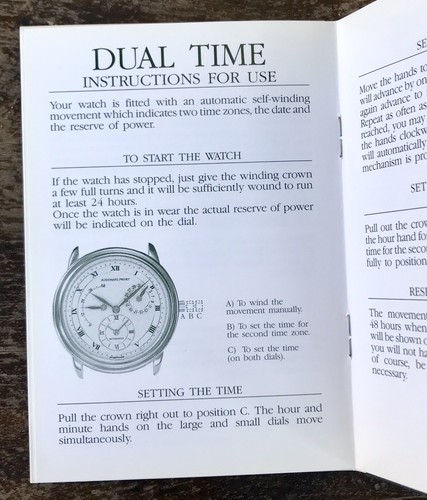 DUAL TIME
INSTRUCTIONS FOR USE
Your watch is fitted with an automatic self-winding
movement which indicates two time zones, the date and
the reserve of power.
TO START THE WATCH
If the watch has stopped, just give the winding crown
a few full turns and it will be sufficiently wound to run
at least 24 hours.
Once the watch is in wear the actual reserve of power
will be indicated on the dial.
XII
A B C
A) To wind the
movement manually.
B) To set the time for
the second time zone.
C) To set the time
(on both dials).
SETTING THE TIME
Pull the crown right out to position C. The hour and
minute hands on the large and small dials move
simultaneously.
SE
Move the hands to
will advance by on
again advance to
Repeat as often as
reached, you may
the hands clockw
will automatically
mechanism is pro
SET
Pull out the crow
the hour hand for
time for the second
fully to position
RESE
The movement
48 hours when
will be shown o
you will not ha
of course, be
necessary.